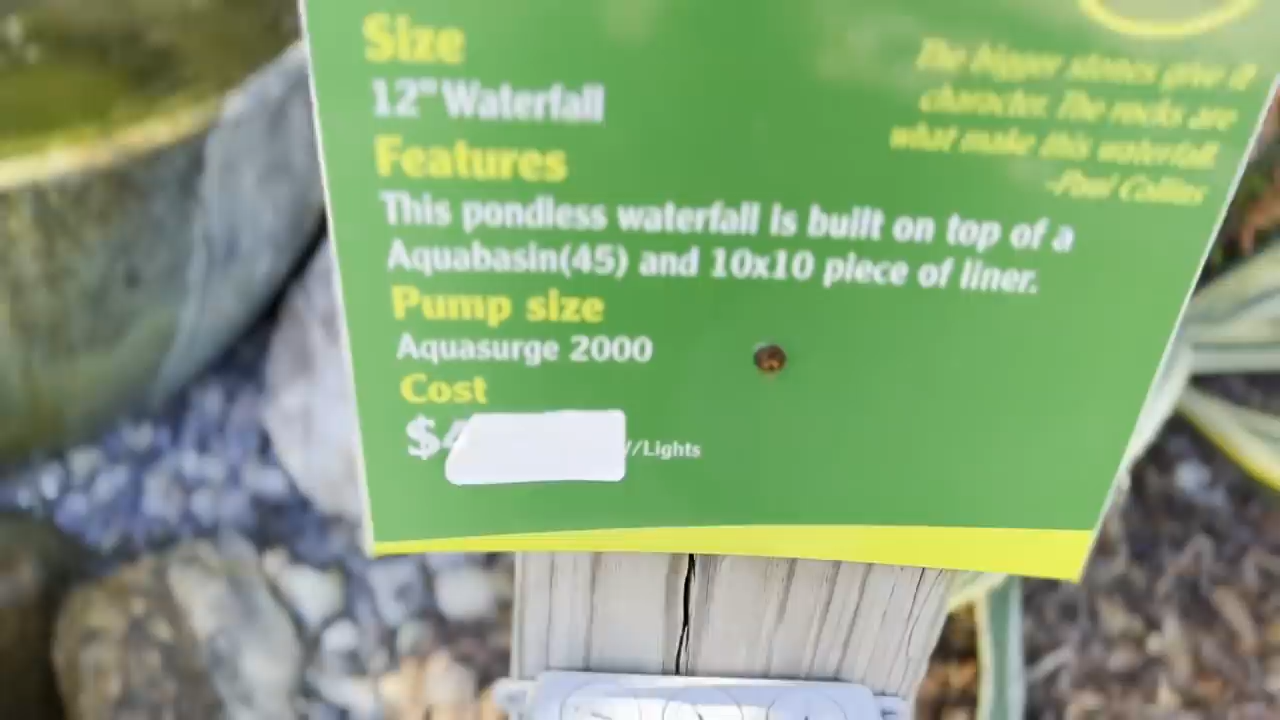 Size
12" Waterfall
Features
This pondless waterfall is built on top of a
Aquabasin(45) and 10x10 piece of liner.
Pump size
Aquasurge 2000
Cost
$4 //Lights
The bigger stones give it
character. The rocks are
what make this waterfall.
-Paul Collins